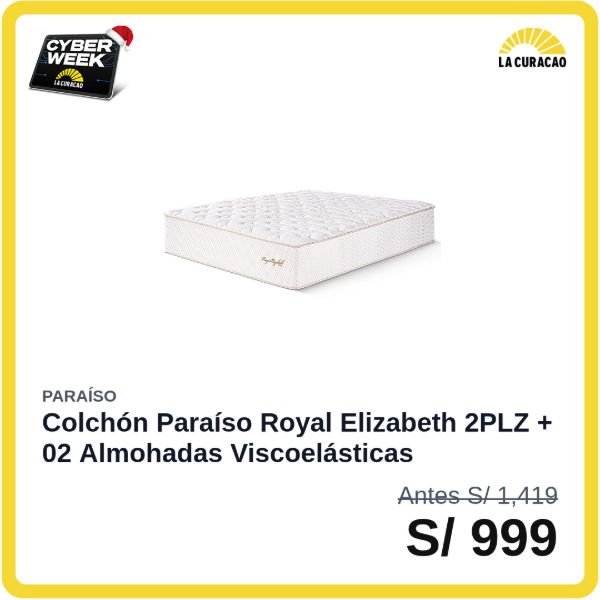 CYBER
WEEK
LA CURACAO
LA CURACAO
PARAÍSO
Colchón Paraíso Royal Elizabeth 2PLZ +
02 Almohadas Viscoelásticas
Antes S/ 1,419
S/ 999